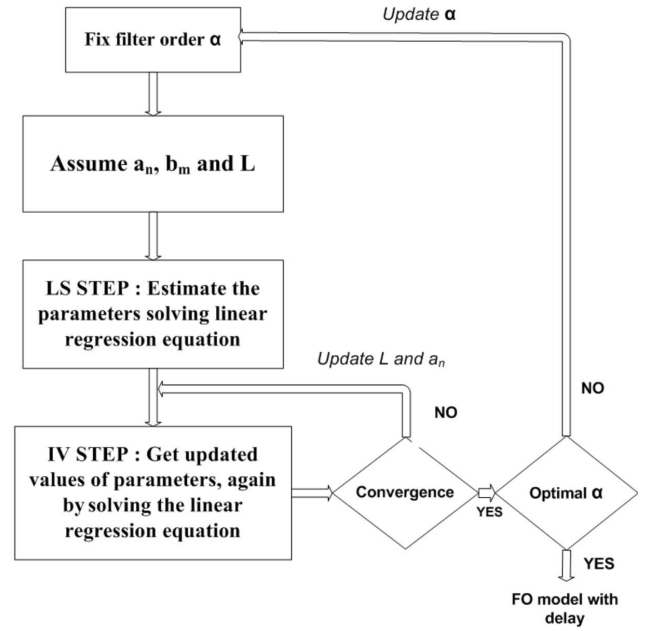 Update α
Fix filter order α
Assume aₙ, bₘ and L
LS STEP : Estimate the
parameters solving linear
regression equation
Update L and aₙ
NO
NO
IV STEP : Get updated
values of parameters, again
by solving the linear
regression equation
Convergence
YES
Optimal α
YES
FO model with
delay